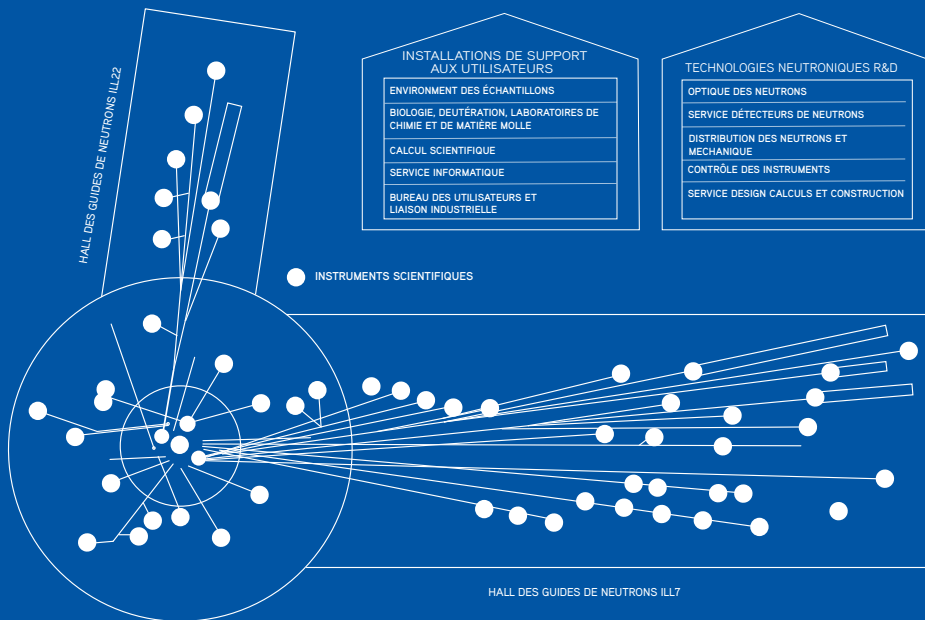 INSTALLATIONS DE SUPPORT
AUX UTILISATEURS
ENVIRONMENT DES ÉCHANTILLONS
BIOLOGIE, DEUTÉRATION, LABORATOIRES DE
CHIMIE ET DE MATIÈRE MOLLE
CALCUL SCIENTIFIQUE
SERVICE INFORMATIQUE
BUREAU DES UTILISATEURS ET
LIAISON INDUSTRIELLE
TECHNOLOGIES NEUTRONIQUES R&D
OPTIQUE DES NEUTRONS
SERVICE DÉTECTEURS DE NEUTRONS
DISTRIBUTION DES NEUTRONS ET
MECHANIQUE
CONTRÔLE DES INSTRUMENTS
SERVICE DESIGN CALCULS ET CONSTRUCTION
HALL DES GUIDES DE NEUTRONS ILL22
INSTRUMENTS SCIENTIFIQUES
HALL DES GUIDES DE NEUTRONS ILL7